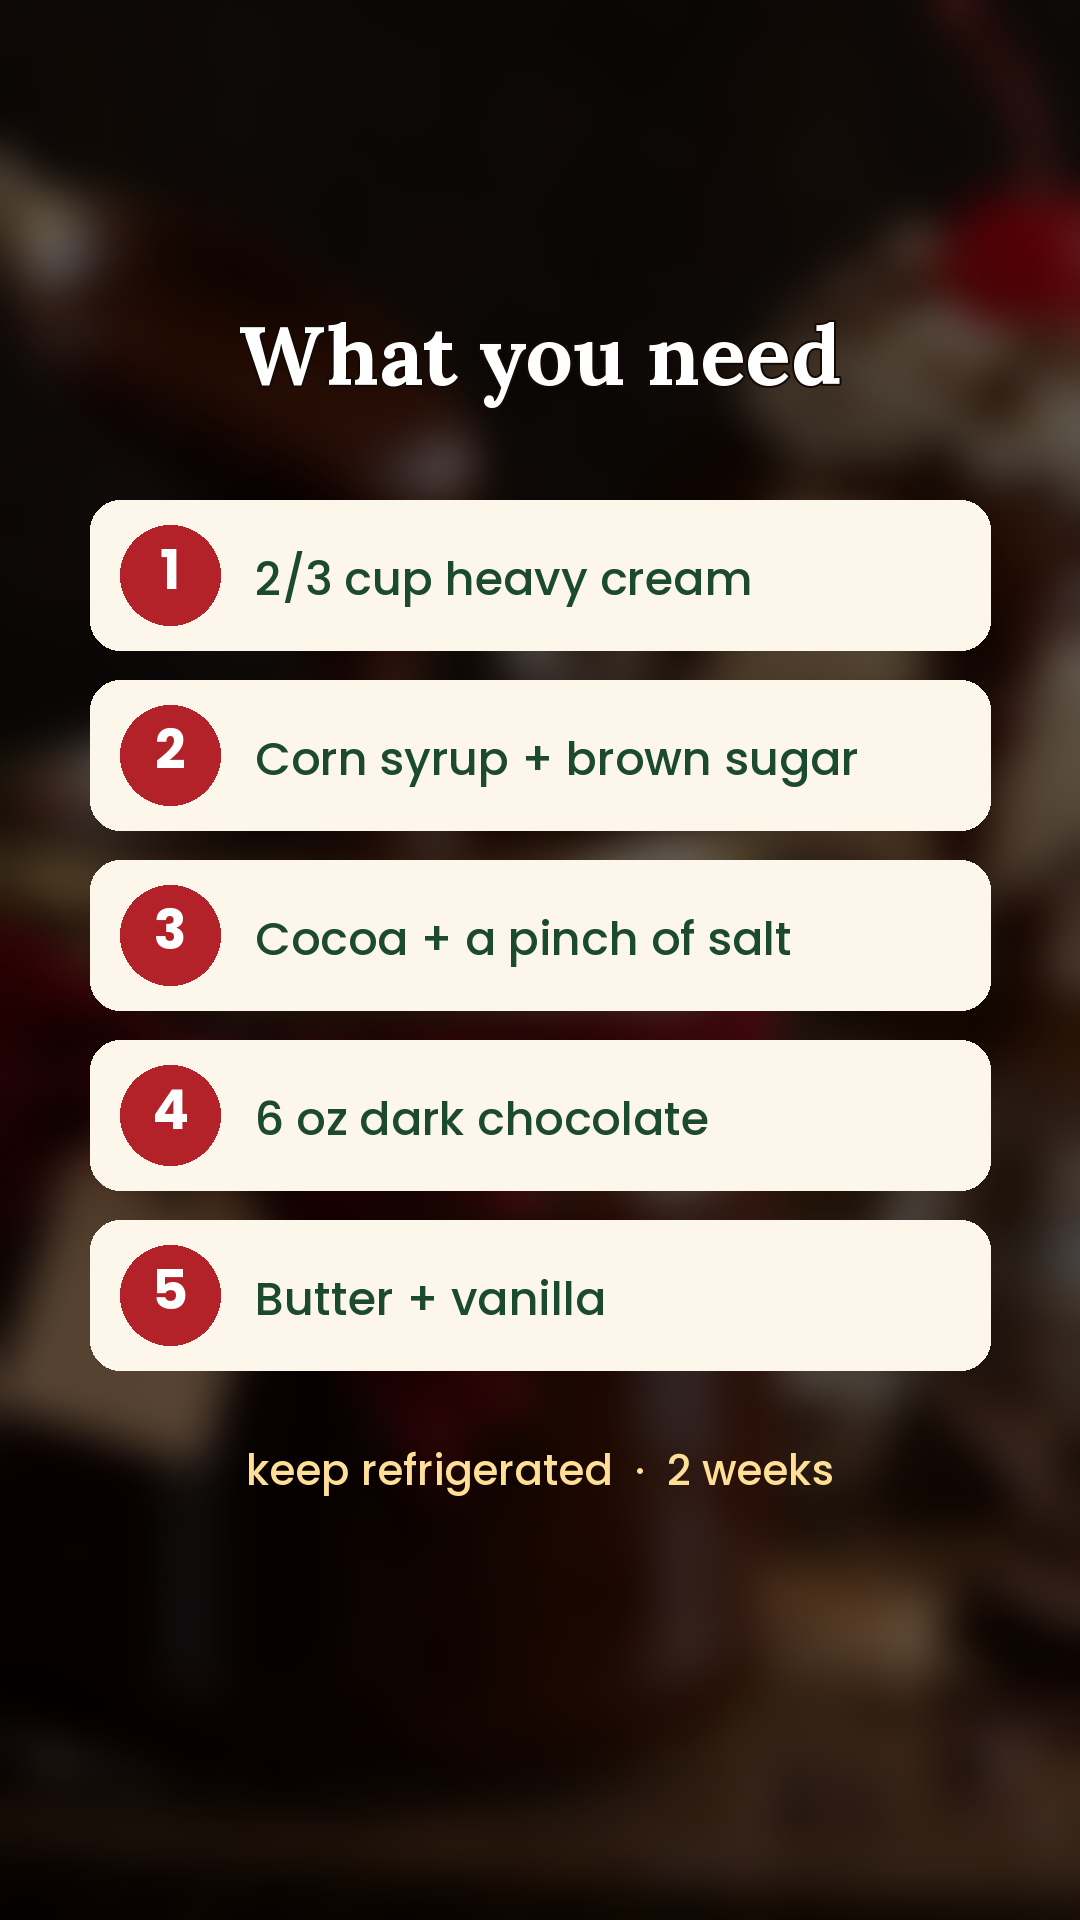 What you need
1 2/3 cup heavy cream
2 Corn syrup + brown sugar
3 Cocoa + a pinch of salt
4 6 oz dark chocolate
5 Butter + vanilla
keep refrigerated · 2 weeks